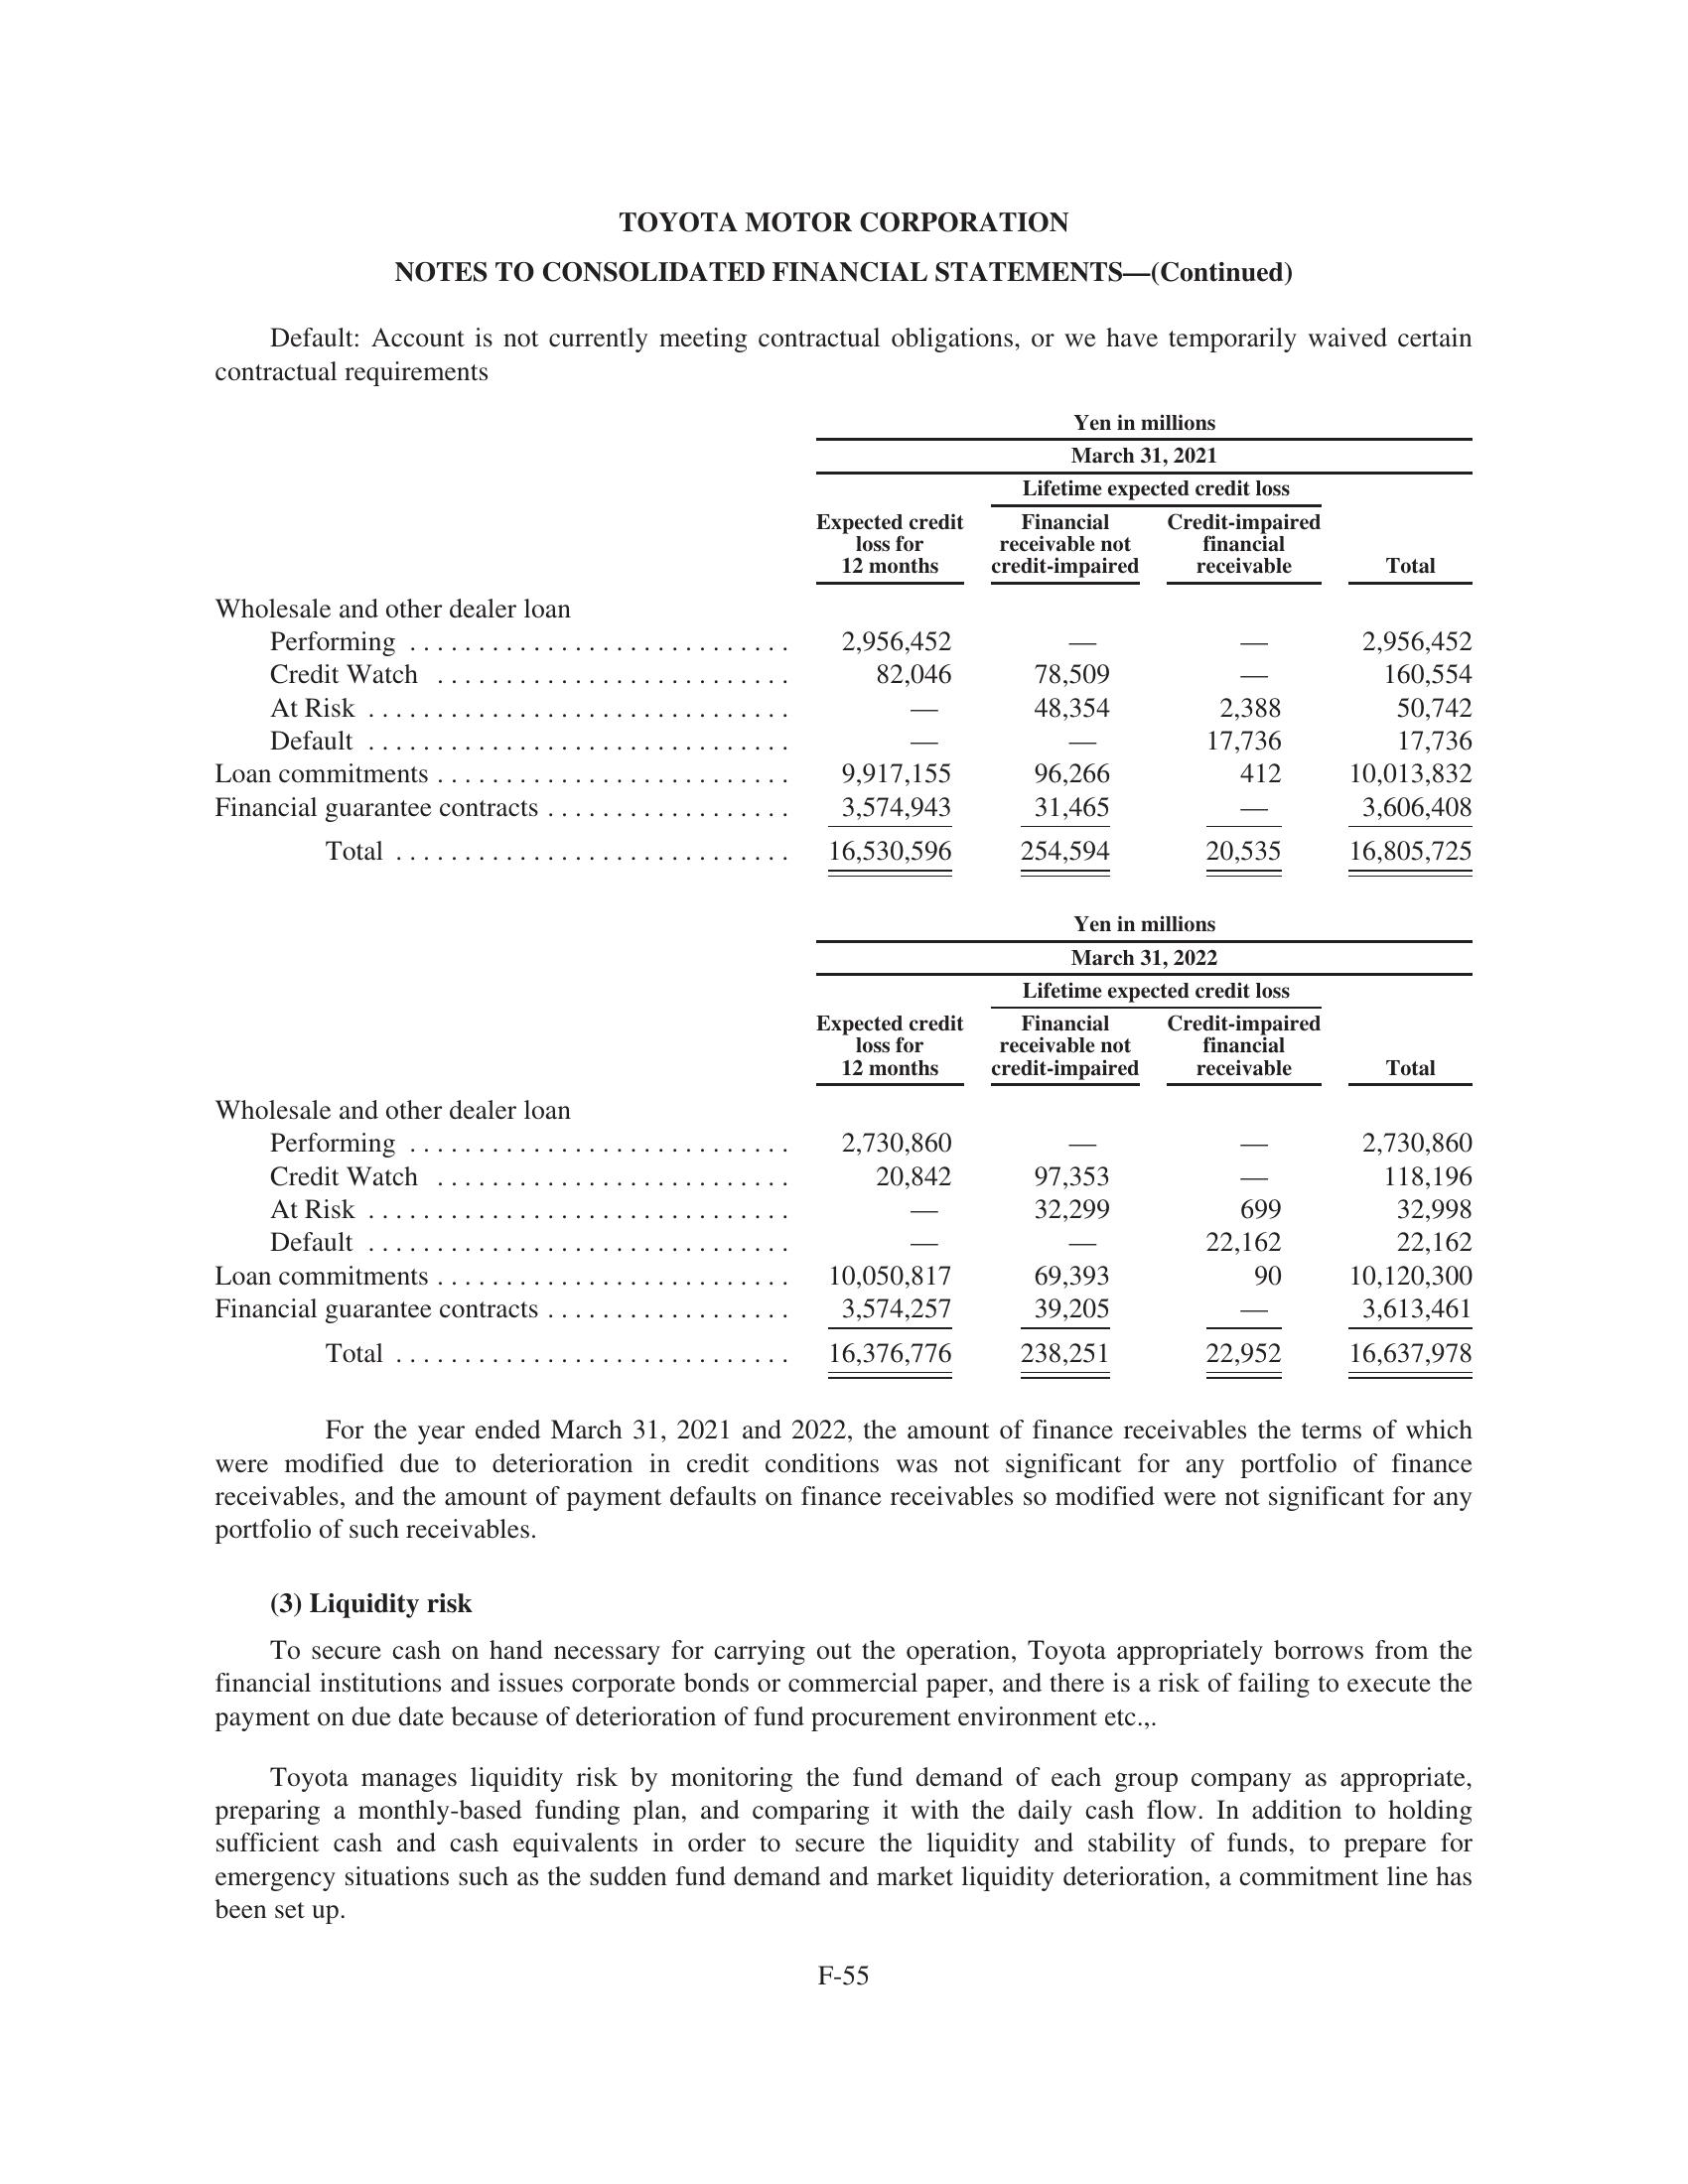 TOYOTA MOTOR CORPORATION
NOTES TO CONSOLIDATED FINANCIAL STATEMENTS—(Continued)
Default: Account is not currently meeting contractual obligations, or we have temporarily waived certain
contractual requirements
Yen in millions
March 31, 2021
Lifetime expected credit loss
Expected credit loss for 12 months Financial receivable not credit-impaired Credit-impaired financial receivable Total
Wholesale and other dealer loan
Performing . . . . . . . . . . . . . . . . . . . . . . . . . . . . 2,956,452 — — 2,956,452
Credit Watch . . . . . . . . . . . . . . . . . . . . . . . . . . 82,046 78,509 — 160,554
At Risk . . . . . . . . . . . . . . . . . . . . . . . . . . . . . . . — 48,354 2,388 50,742
Default . . . . . . . . . . . . . . . . . . . . . . . . . . . . . . . — — 17,736 17,736
Loan commitments . . . . . . . . . . . . . . . . . . . . . . . . . . 9,917,155 96,266 412 10,013,832
Financial guarantee contracts . . . . . . . . . . . . . . . . . . 3,574,943 31,465 — 3,606,408
Total . . . . . . . . . . . . . . . . . . . . . . . . . . . . . 16,530,596 254,594 20,535 16,805,725
Yen in millions
March 31, 2022
Lifetime expected credit loss
Expected credit loss for 12 months Financial receivable not credit-impaired Credit-impaired financial receivable Total
Wholesale and other dealer loan
Performing . . . . . . . . . . . . . . . . . . . . . . . . . . . . 2,730,860 — — 2,730,860
Credit Watch . . . . . . . . . . . . . . . . . . . . . . . . . . 20,842 97,353 — 118,196
At Risk . . . . . . . . . . . . . . . . . . . . . . . . . . . . . . . — 32,299 699 32,998
Default . . . . . . . . . . . . . . . . . . . . . . . . . . . . . . . — — 22,162 22,162
Loan commitments . . . . . . . . . . . . . . . . . . . . . . . . . . 10,050,817 69,393 90 10,120,300
Financial guarantee contracts . . . . . . . . . . . . . . . . . . 3,574,257 39,205 — 3,613,461
Total . . . . . . . . . . . . . . . . . . . . . . . . . . . . . 16,376,776 238,251 22,952 16,637,978
For the year ended March 31, 2021 and 2022, the amount of finance receivables the terms of which
were modified due to deterioration in credit conditions was not significant for any portfolio of finance
receivables, and the amount of payment defaults on finance receivables so modified were not significant for any
portfolio of such receivables.
(3) Liquidity risk
To secure cash on hand necessary for carrying out the operation, Toyota appropriately borrows from the
financial institutions and issues corporate bonds or commercial paper, and there is a risk of failing to execute the
payment on due date because of deterioration of fund procurement environment etc.,.
Toyota manages liquidity risk by monitoring the fund demand of each group company as appropriate,
preparing a monthly-based funding plan, and comparing it with the daily cash flow. In addition to holding
sufficient cash and cash equivalents in order to secure the liquidity and stability of funds, to prepare for
emergency situations such as the sudden fund demand and market liquidity deterioration, a commitment line has
been set up.
F-55